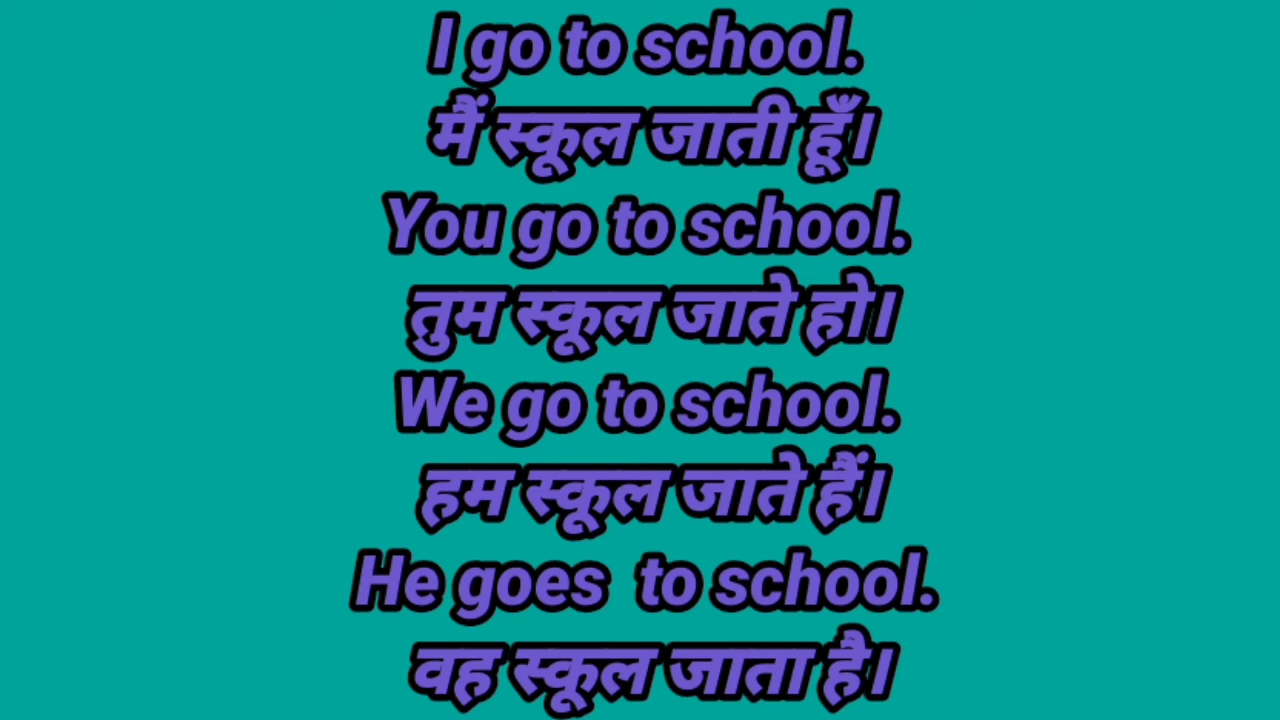 I go to school.
मैं स्कूल जाती हूँ।
You go to school.
तुम स्कूल जाते हो।
We go to school.
हम स्कूल जाते हैं।
He goes to school.
वह स्कूल जाता है।